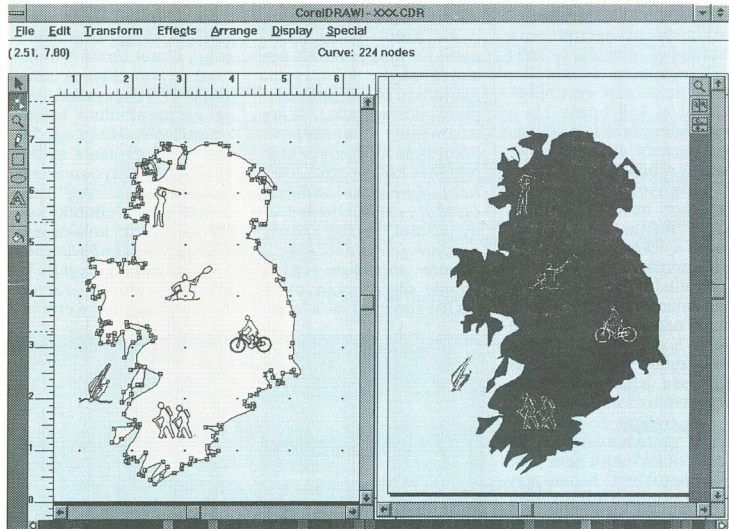 CorelDRAW! - XXX.CDR
File Edit Transform Effects Arrange Display Special
(2.51, 7.80) Curve: 224 nodes
1 2 3 4 5 6
7
6
5
4
3
2
1
0